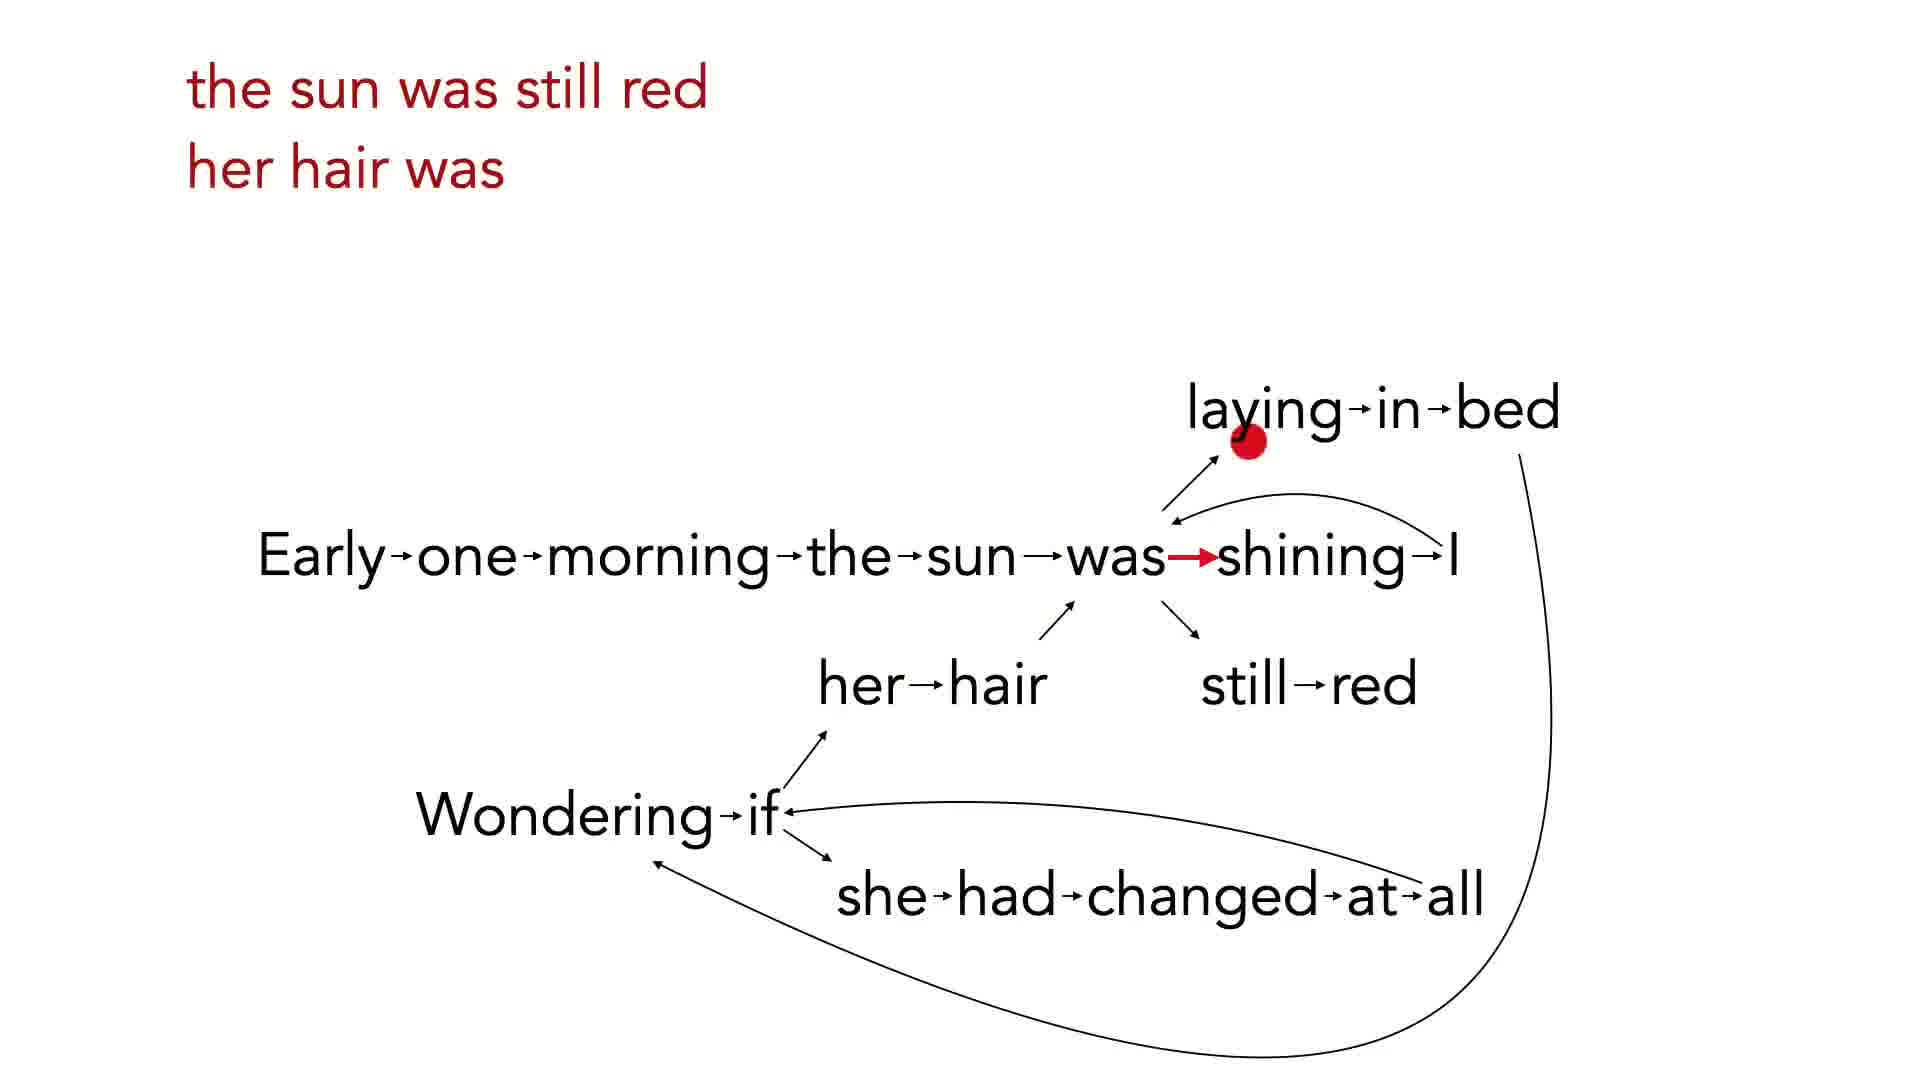 the sun was still red
her hair was
laying in bed
Early one morning the sun was shining I
her hair still red
Wondering if
she had changed at all